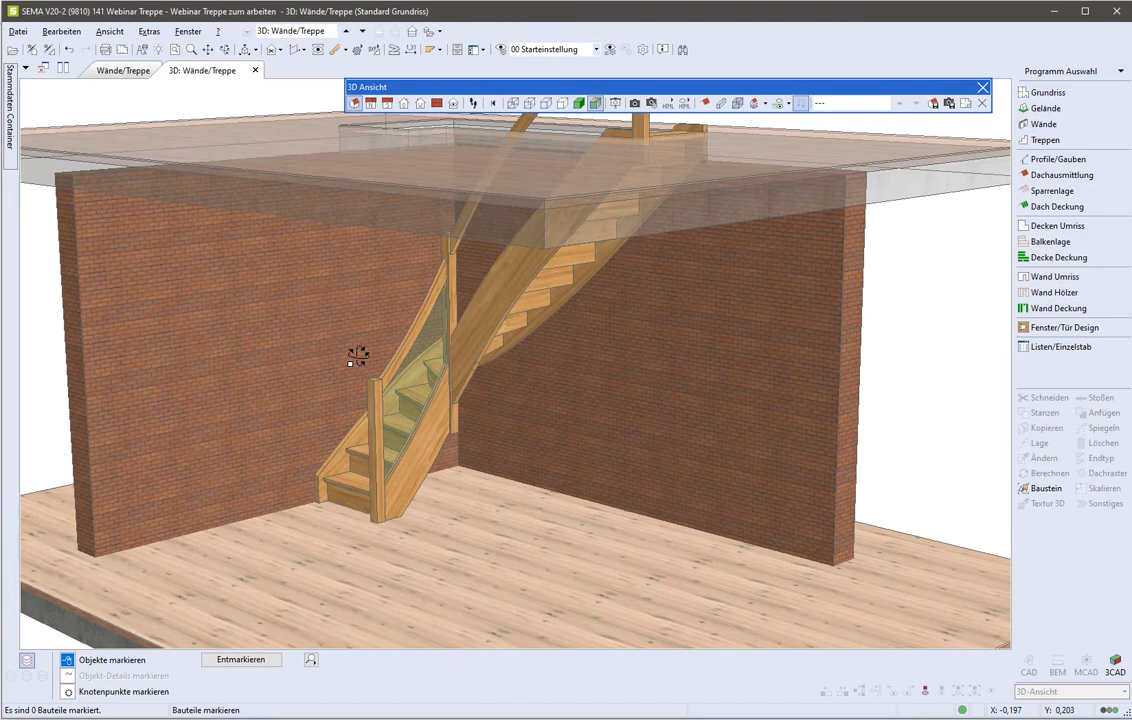 SEMA V20-2 (9810) 141 Webinar Treppe - Webinar Treppe zum arbeiten - 3D: Wände/Treppe (Standard Grundriss)
Datei Bearbeiten Ansicht Extras Fenster ? 3D: Wände/Treppe
00 Starteinstellung
Stammdaten Container
Wände/Treppe 3D: Wände/Treppe
3D Ansicht
HTML HTML ---
Programm Auswahl
Grundriss
Gelände
Wände
Treppen
Profile/Gauben
Dachausmittlung
Sparrenlage
Dach Deckung
Decken Umriss
Balkenlage
Decke Deckung
Wand Umriss
Wand Hölzer
Wand Deckung
Fenster/Tür Design
Listen/Einzelstab
Schneiden Stoßen
Stanzen Anfügen
Kopieren Spiegeln
Lage Löschen
Ändern Endtyp
Berechnen Dachraster
Baustein Skalieren
Textur 3D Sonstiges
CAD BEM MCAD 3CAD
3D-Ansicht
Objekte markieren Entmarkieren
Objekt-Details markieren
Knotenpunkte markieren
Es sind 0 Bauteile markiert. Bauteile markieren X: -0,197 Y: 0,203